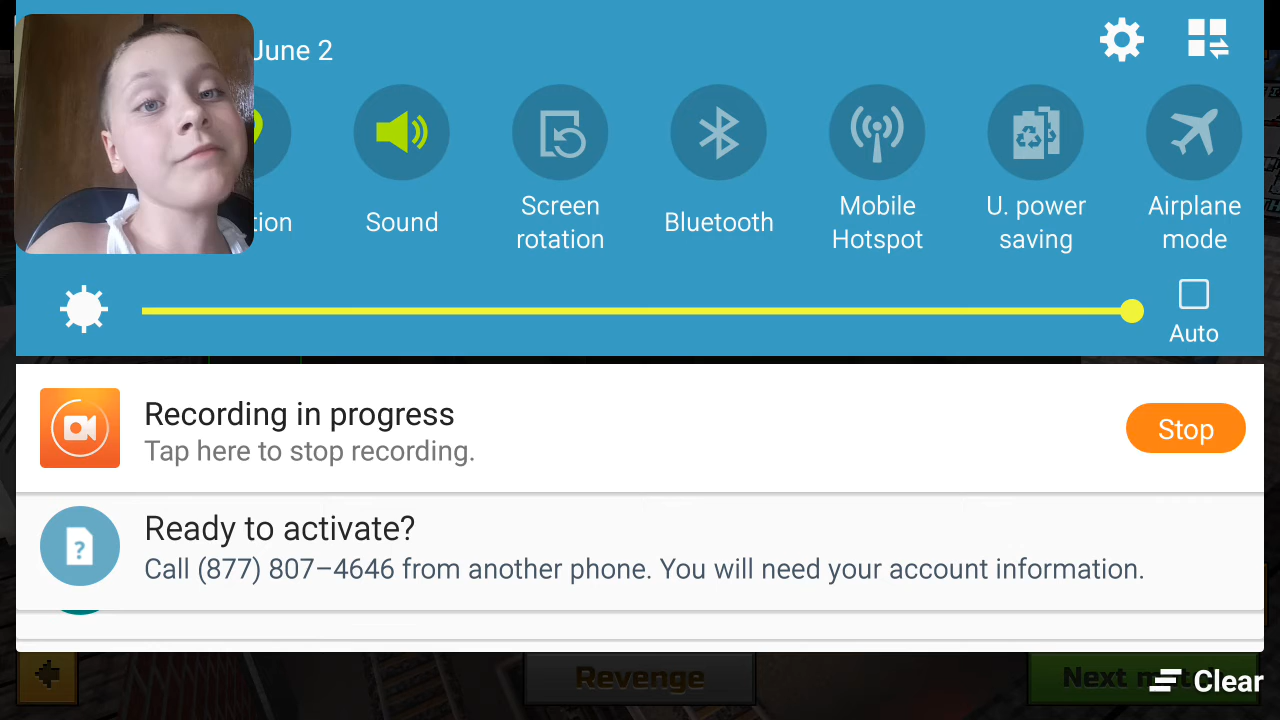 June 2
tion
Sound
Screen
rotation
Bluetooth
Mobile
Hotspot
U. power
saving
Airplane
mode
Auto
Recording in progress
Tap here to stop recording.
Stop
Ready to activate?
?
Call (877) 807–4646 from another phone. You will need your account information.
Revenge
Next
Clear